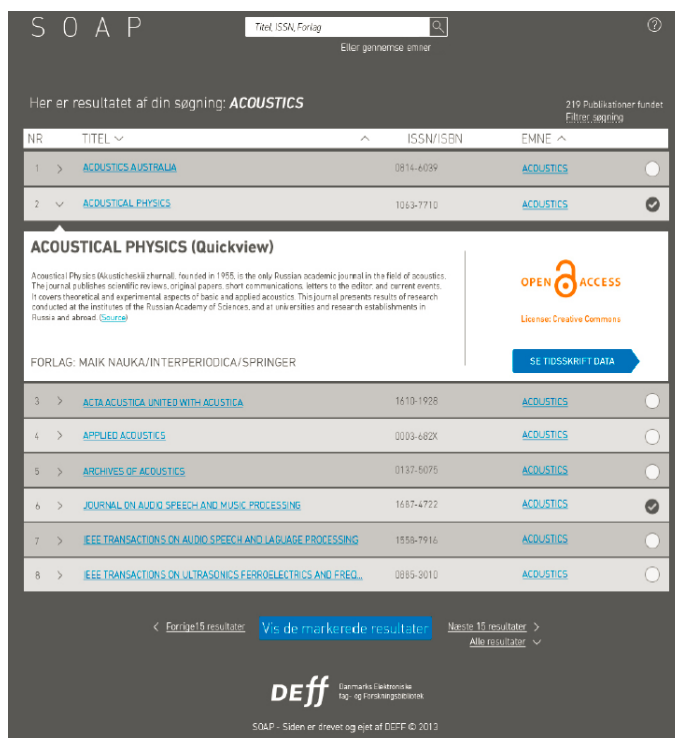 SOAP
Titel, ISSN, Forlag
Eller gennemse emner
Her er resultatet af din søgning: ACOUSTICS
219 Publikationer fundet
Filtrer søgning
NR TITEL ISSN/ISBN EMNE
1 ACOUSTICS AUSTRALIA 0814-6039 ACOUSTICS
2 ACOUSTICAL PHYSICS 1063-7710 ACOUSTICS
ACOUSTICAL PHYSICS (Quickview)
Acoustical Physics (Akusticheskii zhurnal), founded in 1955, is the only Russian academic journal in the field of acoustics.
The journal publishes scientific reviews, original papers, short communications, letters to the editor, and current events.
It covers theoretical and experimental aspects of basic and applied acoustics. This journal presents results of research
conducted at the institutes of the Russian Academy of Sciences, and at universities and research establishments in
Russia and abroad. (Source)
OPEN ACCESS
License: Creative Commons
FORLAG: MAIK NAUKA/INTERPERIODICA/SPRINGER
SE TIDSSKRIFT DATA
3 ACTA ACUSTICA UNITED WITH ACUSTICA 1610-1928 ACOUSTICS
4 APPLIED ACOUSTICS 0003-682X ACOUSTICS
5 ARCHIVES OF ACOUSTICS 0137-5075 ACOUSTICS
6 JOURNAL ON AUDIO SPEECH AND MUSIC PROCESSING 1687-4722 ACOUSTICS
7 IEEE TRANSACTIONS ON AUDIO SPEECH AND LAGUAGE PROCESSING 1558-7916 ACOUSTICS
8 IEEE TRANSACTIONS ON ULTRASONICS FERROELECTRICS AND FREQ... 0885-3010 ACOUSTICS
Forrige15 resultater
Vis de markerede resultater
Næste 15 resultater
Alle resultater
DEff
Danmarks Elektroniske
fag- og Forskningsbibliotek
SOAP - Siden er drevet og ejet af DEFF © 2013